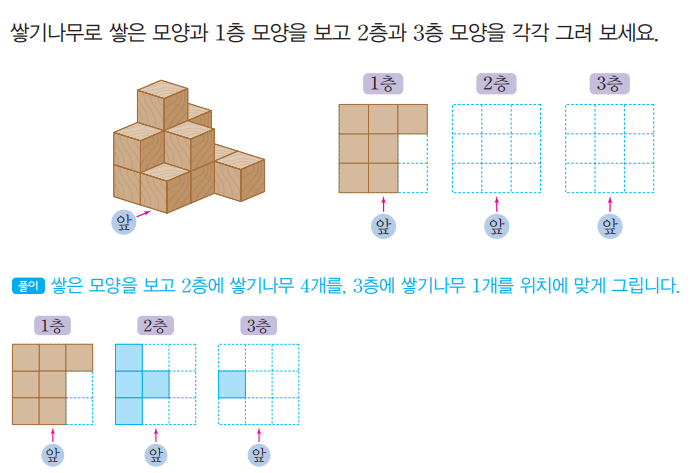 쌓기나무로 쌓은 모양과 1층 모양을 보고 2층과 3층 모양을 각각 그려 보세요.
1층 2층 3층
앞
앞 앞 앞
풀이 쌓은 모양을 보고 2층에 쌓기나무 4개를, 3층에 쌓기나무 1개를 위치에 맞게 그립니다.
1층 2층 3층
앞 앞 앞